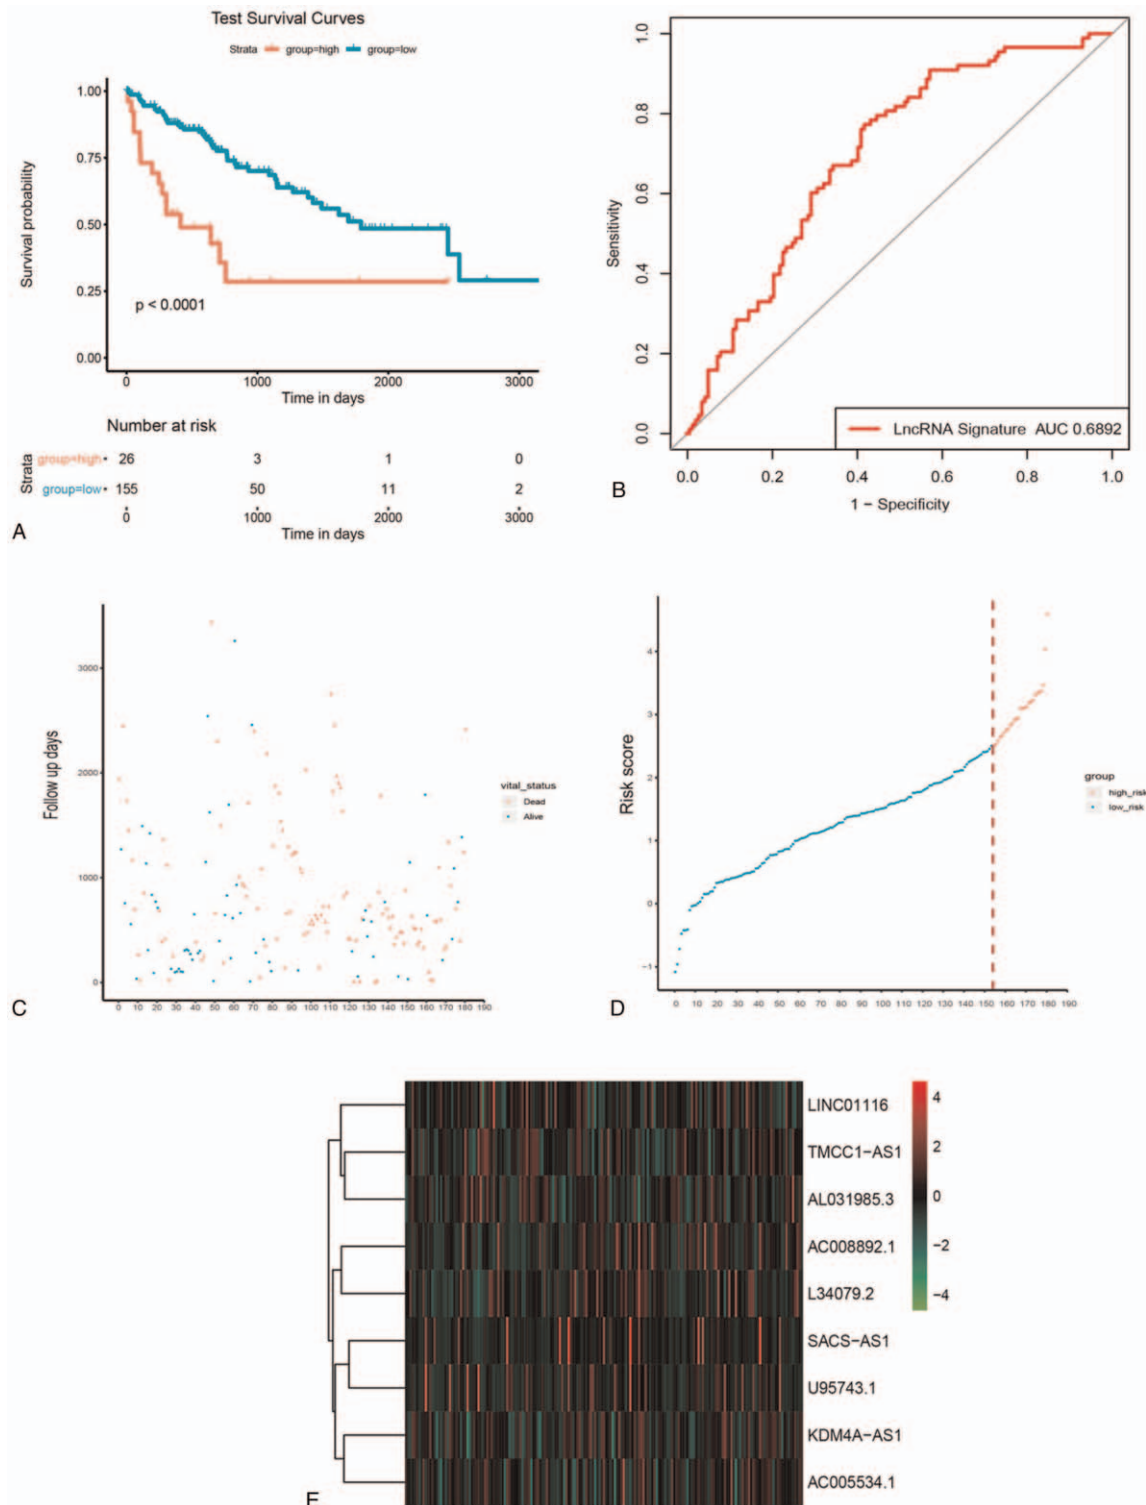 Test Survival Curves
Strata group=high group=low
Survival probability
1.00
0.75
0.50
0.25
0.00
p < 0.0001
0 1000 2000 3000
Time in days
Number at risk
Strata
group=high 26 3 1 0
group=low 155 50 11 2
0 1000 2000 3000
Time in days
A
Sensitivity
1.0
0.8
0.6
0.4
0.2
0.0
LncRNA Signature AUC 0.6892
0.0 0.2 0.4 0.6 0.8 1.0
1 − Specificity
B
Follow up days
3000
2000
1000
0
vital_status
Dead
Alive
0 10 20 30 40 50 60 70 80 90 100 110 120 130 140 150 160 170 180 190
C
Risk score
4
3
2
1
0
−1
group
high_risk
low_risk
0 10 20 30 40 50 60 70 80 90 100 110 120 130 140 150 160 170 180 190
D
LINC01116
TMCC1−AS1
AL031985.3
AC008892.1
L34079.2
SACS−AS1
U95743.1
KDM4A−AS1
AC005534.1
4
2
0
−2
−4
E